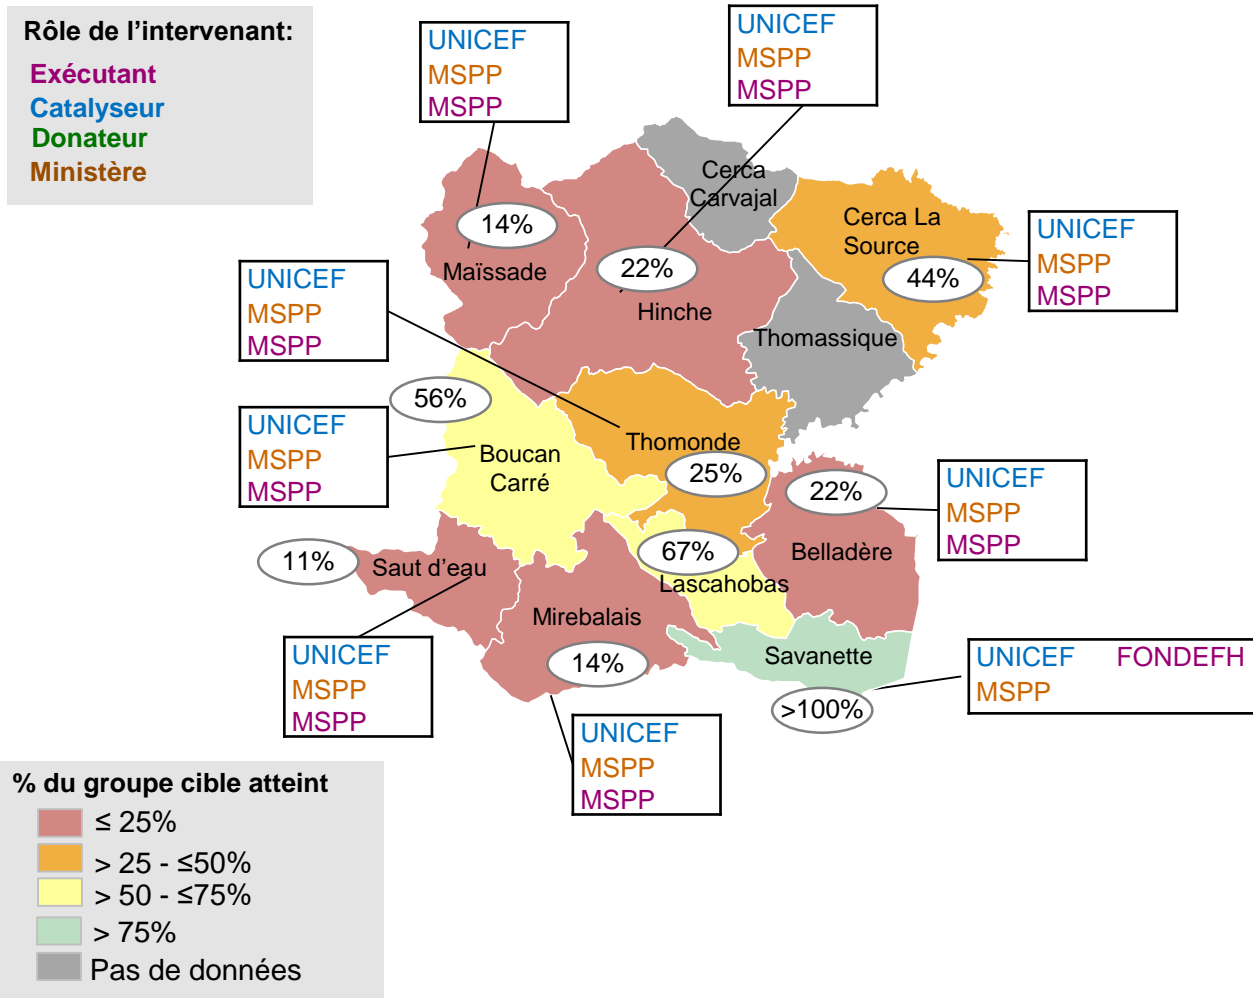 Rôle de l'intervenant:
Exécutant
Catalyseur
Donateur
Ministère
UNICEF
MSPP
MSPP
UNICEF
MSPP
MSPP
Cerca
Carvajal
14%
Maïssade
22%
Hinche
Cerca La
Source
44%
UNICEF
MSPP
MSPP
UNICEF
MSPP
MSPP
Thomassique
56%
Boucan
Carré
UNICEF
MSPP
MSPP
Thomonde
25%
22%
Belladère
UNICEF
MSPP
MSPP
11%
Saut d'eau
67%
Lascahobas
Mirebalais
14%
Savanette
>100%
UNICEF
MSPP
MSPP
UNICEF
MSPP
MSPP
UNICEF FONDEFH
MSPP
% du groupe cible atteint
≤ 25%
> 25 - ≤50%
> 50 - ≤75%
> 75%
Pas de données